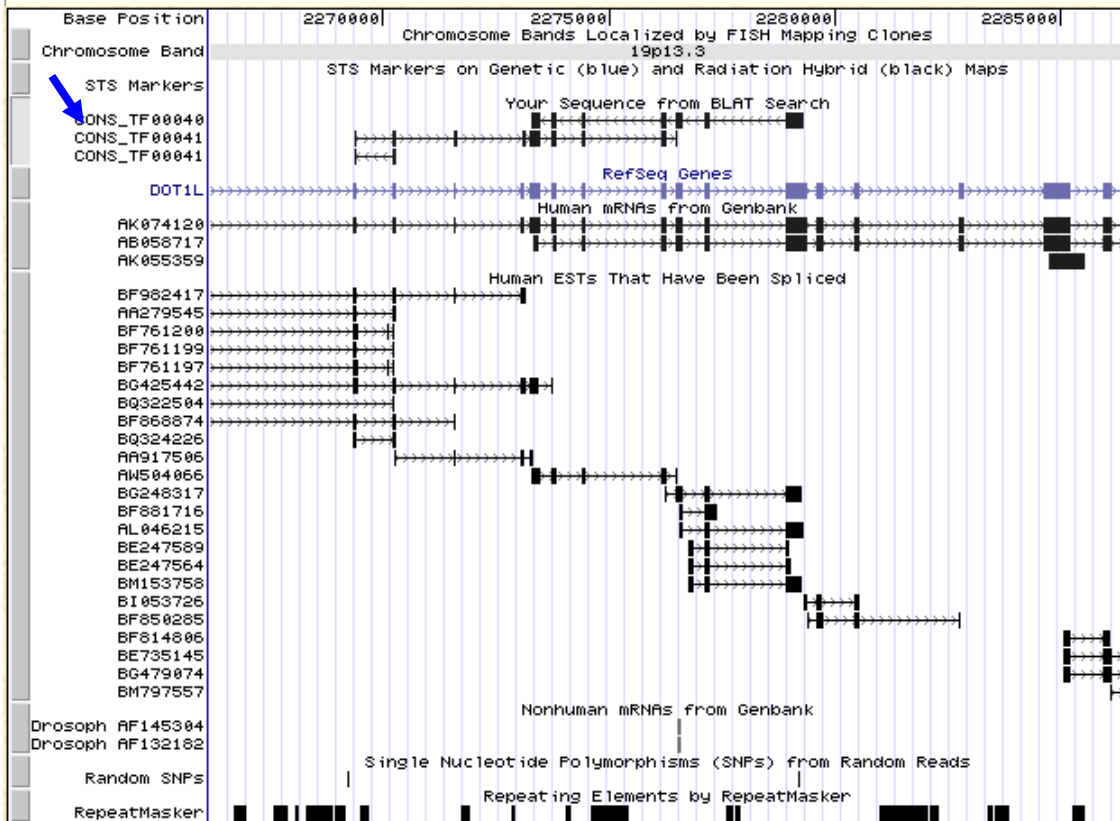 Base Position 2270000| 2275000| 2280000| 2285000|
Chromosome Bands Localized by FISH Mapping Clones
Chromosome Band 19p13.3
STS Markers on Genetic (blue) and Radiation Hybrid (black) Maps
STS Markers
Your Sequence from BLAT Search
CONS_TF00040
CONS_TF00041
CONS_TF00041
RefSeq Genes
DOT1L
Human mRNAs from Genbank
AK074120
AB058717
AK055359
Human ESTs That Have Been Spliced
BF982417
AA279545
BF761200
BF761199
BF761197
BG425442
BQ322504
BF868874
BQ324226
AA917506
AW504066
BG248317
BF881716
AL046215
BE247589
BE247564
BM153758
BI053726
BF850285
BF814806
BE735145
BG479074
BM797557
Nonhuman mRNAs from Genbank
Drosoph AF145304
Drosoph AF132182
Single Nucleotide Polymorphisms (SNPs) from Random Reads
Random SNPs
Repeating Elements by RepeatMasker
RepeatMasker